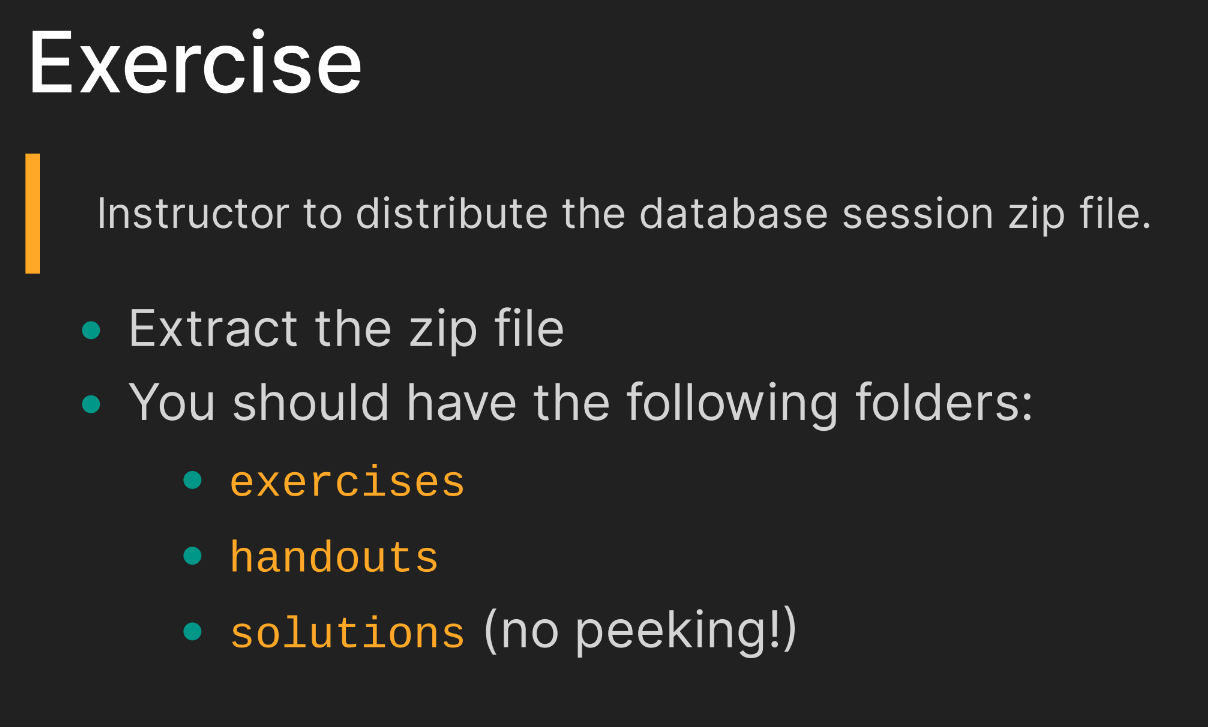 Exercise
Instructor to distribute the database session zip file.
Extract the zip file
You should have the following folders:
exercises
handouts
solutions (no peeking!)